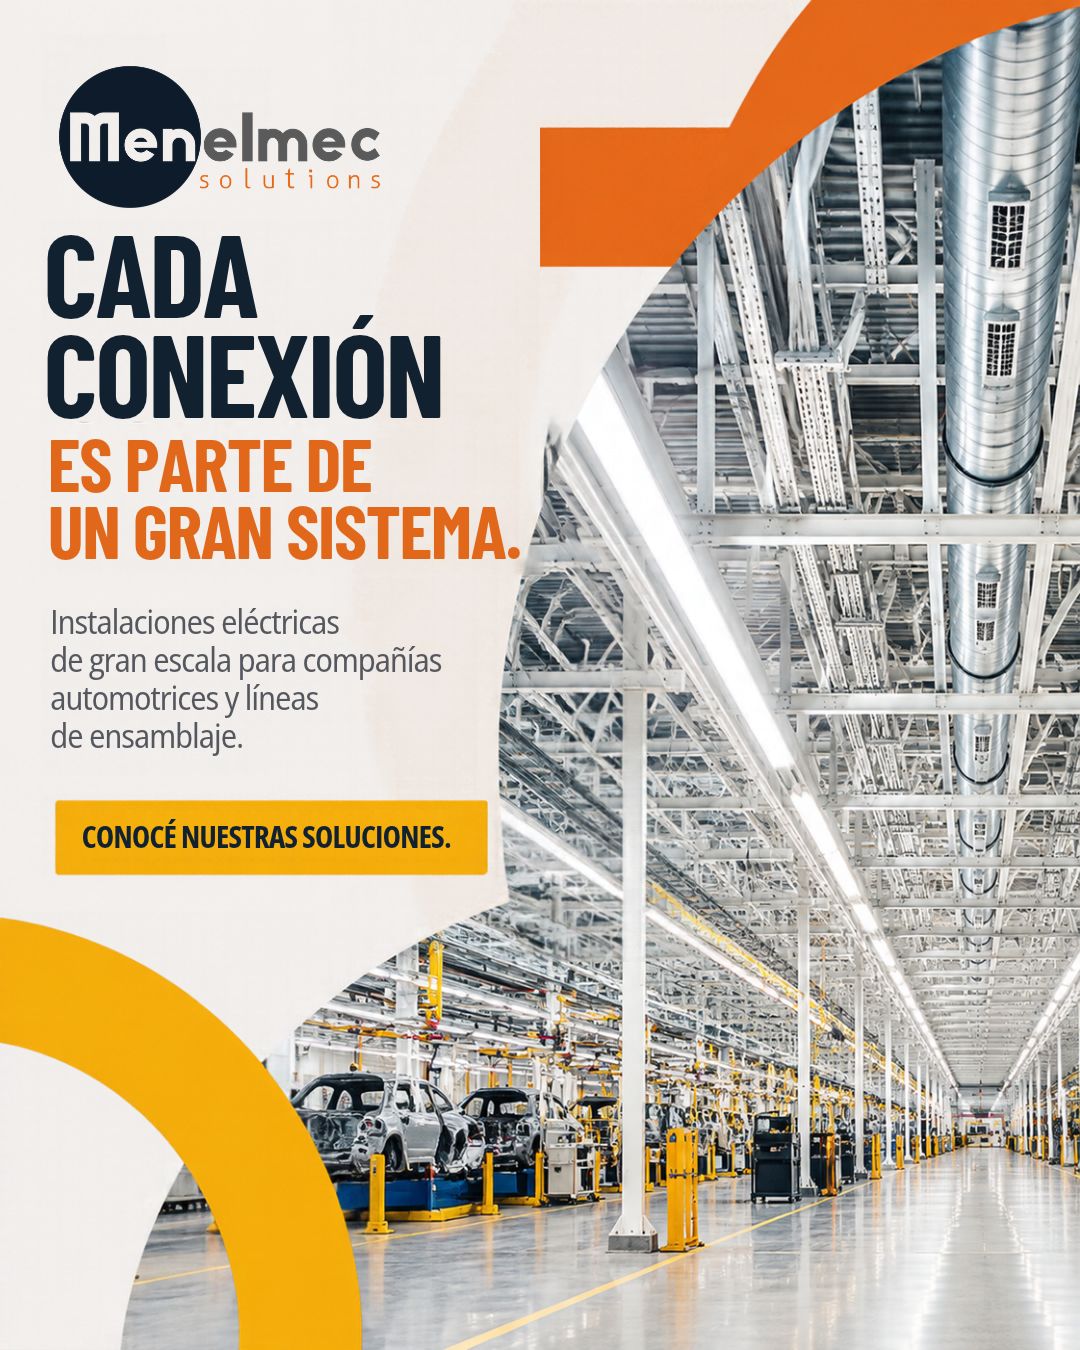 Menelmec
solutions
CADA
CONEXIÓN
ES PARTE DE
UN GRAN SISTEMA.
Instalaciones eléctricas
de gran escala para compañías
automotrices y líneas
de ensamblaje.
CONOCÉ NUESTRAS SOLUCIONES.